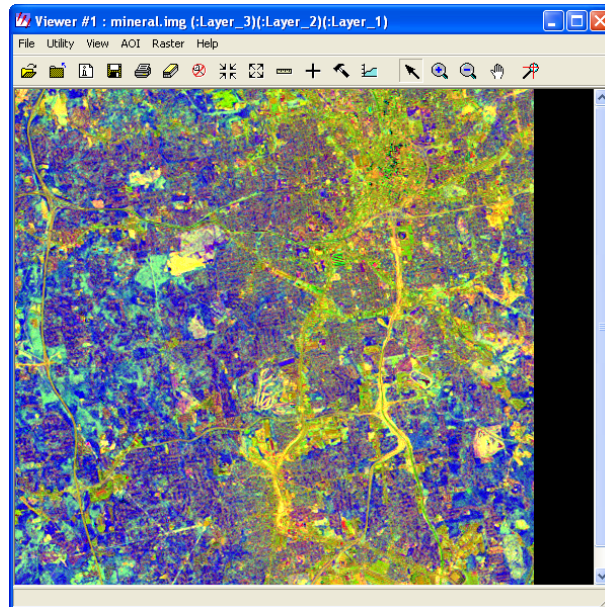 Viewer #1 : mineral.img (:Layer_3)(:Layer_2)(:Layer_1)
File Utility View AOI Raster Help